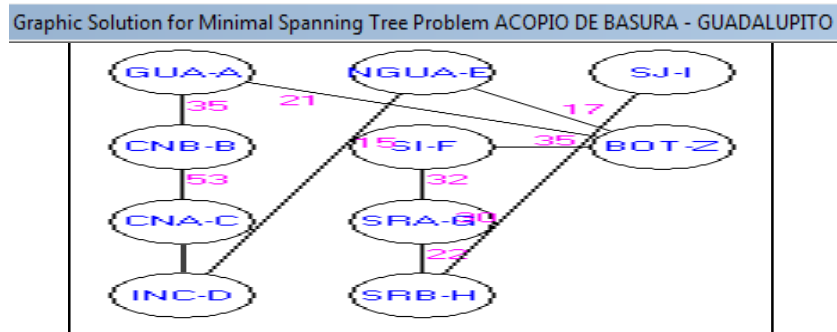 Graphic Solution for Minimal Spanning Tree Problem ACOPIO DE BASURA - GUADALUPITO
GUA-A
NGUA-E
SJ-I
35
21
17
CNB-B
15
SI-F
35
BOT-Z
53
32
CNA-C
SRA-G
30
22
INC-D
SRB-H